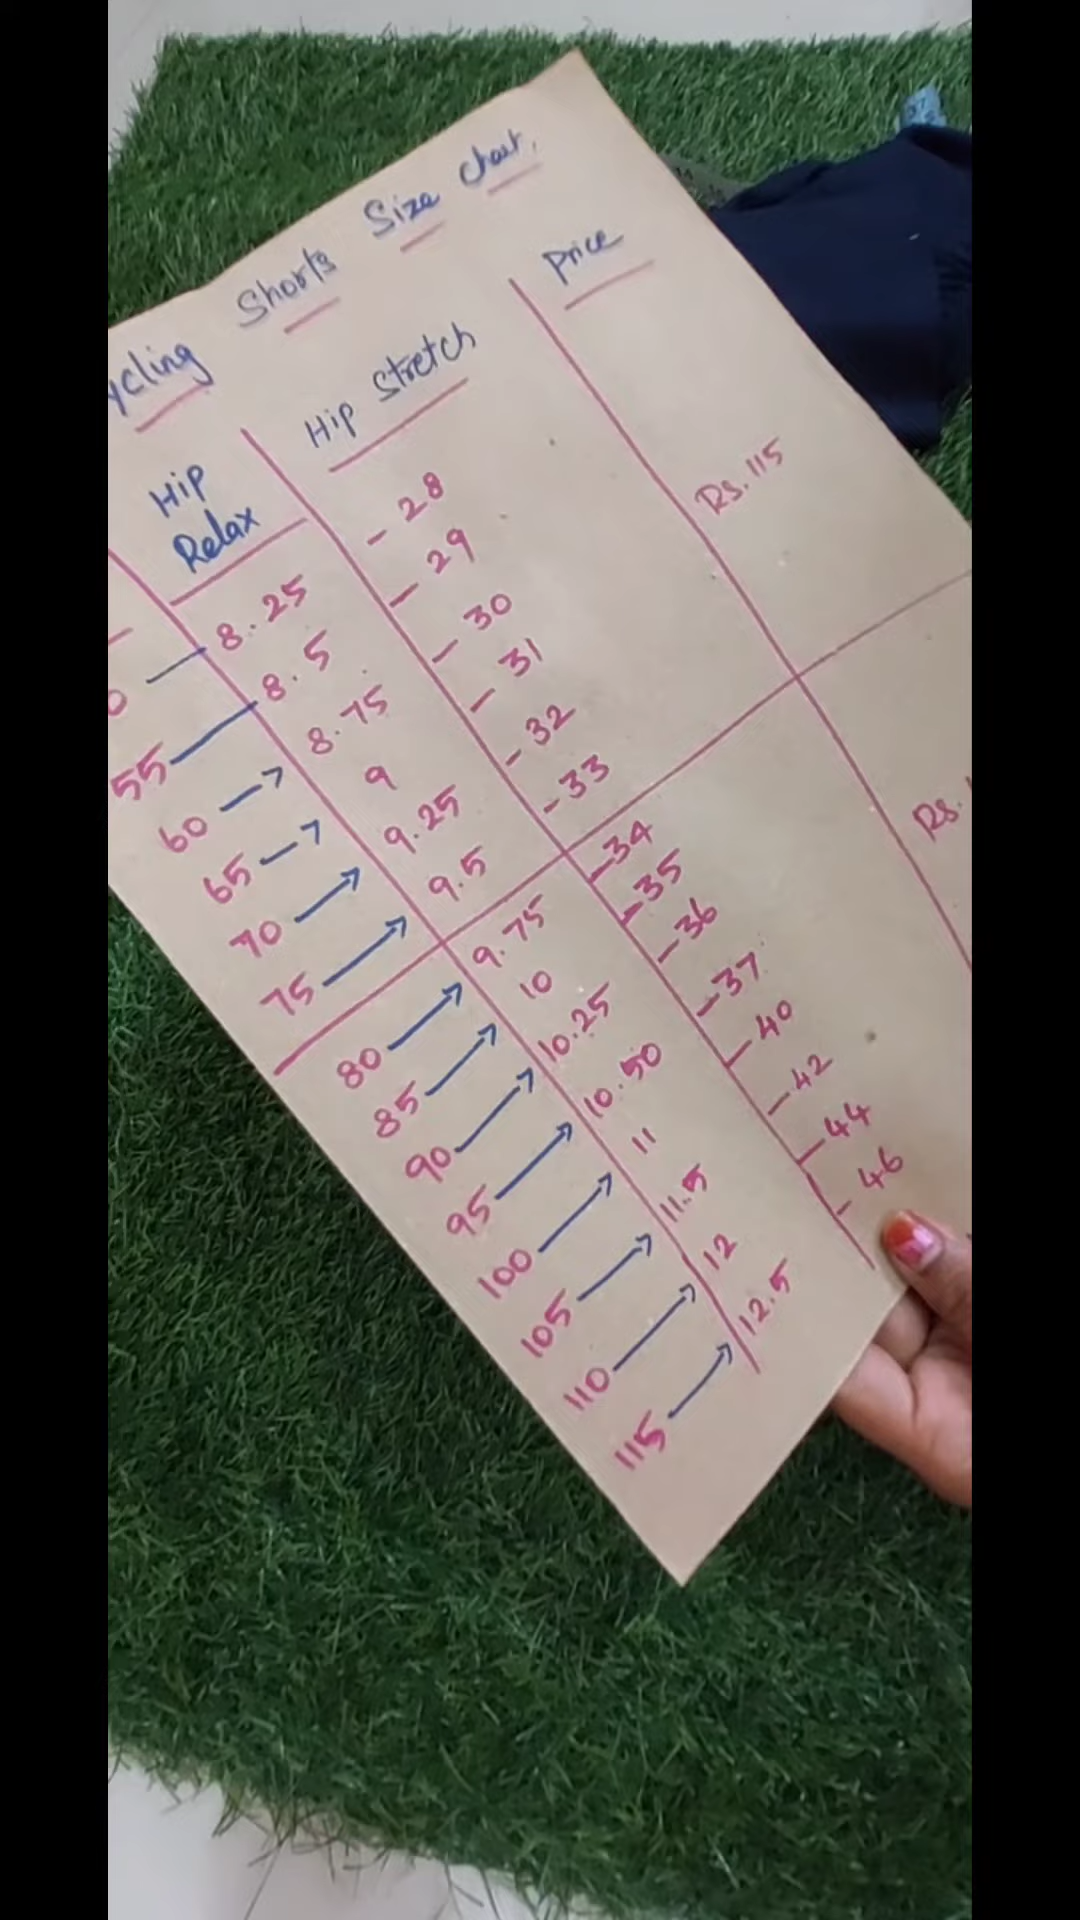 ycling Shorts Size Chart.
Hip Relax Hip Stretch Price
0 — 8.25 - 28
55 — 8.5 - 29
60 → 8.75 - 30
65 → 9 - 31
70 → 9.25 - 32
75 → 9.5 - 33
Rs. 115
80 → 9.75 - 34
85 → 10 - 35
90 → 10.25 - 36
95 → 10.50 - 37
100 → 11 - 40
105 → 11.5 - 42
110 → 12 - 44
115 → 12.5 - 46
Rs.